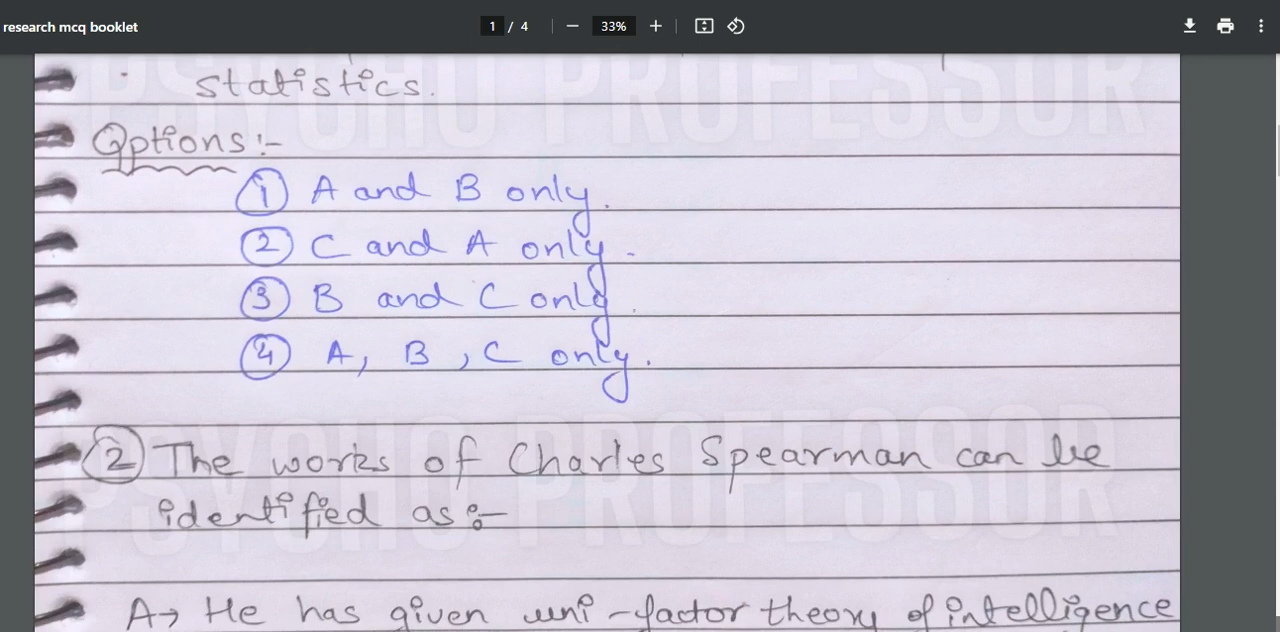 research mcq booklet
1 / 4
33%
statistics.
Options :-
① A and B only.
② C and A only.
③ B and C only.
④ A, B, C only.
② The works of Charles Spearman can be
identified as :-
A→ He has given uni-factor theory of intelligence
PSYCHO PROFESSOR
PSYCHO PROFESSOR